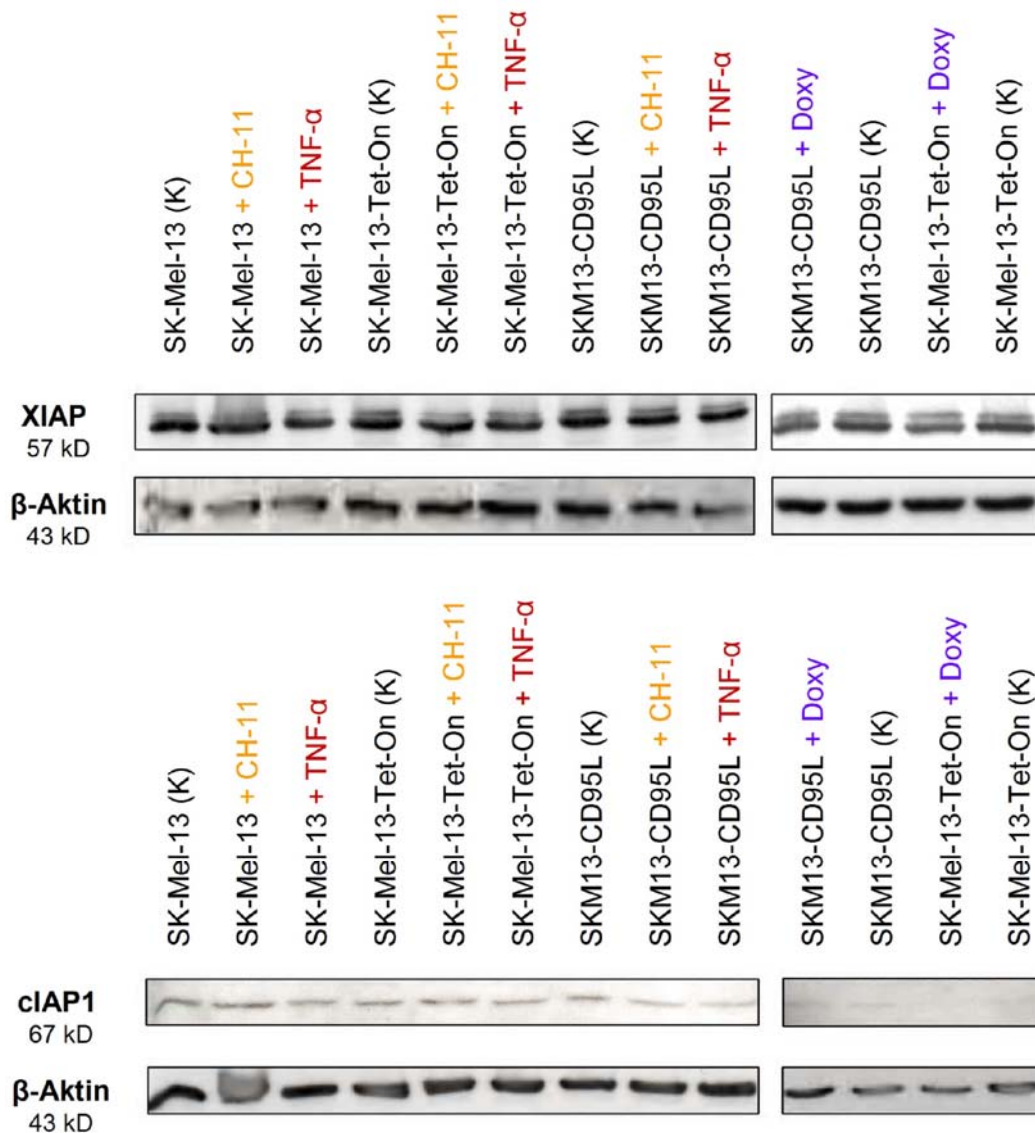 SK-Mel-13 (K)
SK-Mel-13 + CH-11
SK-Mel-13 + TNF-α
SK-Mel-13-Tet-On (K)
SK-Mel-13-Tet-On + CH-11
SK-Mel-13-Tet-On + TNF-α
SKM13-CD95L (K)
SKM13-CD95L + CH-11
SKM13-CD95L + TNF-α
SKM13-CD95L + Doxy
SKM13-CD95L (K)
SK-Mel-13-Tet-On + Doxy
SK-Mel-13-Tet-On (K)
XIAP
57 kD
β-Aktin
43 kD
SK-Mel-13 (K)
SK-Mel-13 + CH-11
SK-Mel-13 + TNF-α
SK-Mel-13-Tet-On (K)
SK-Mel-13-Tet-On + CH-11
SK-Mel-13-Tet-On + TNF-α
SKM13-CD95L (K)
SKM13-CD95L + CH-11
SKM13-CD95L + TNF-α
SKM13-CD95L + Doxy
SKM13-CD95L (K)
SK-Mel-13-Tet-On + Doxy
SK-Mel-13-Tet-On (K)
cIAP1
67 kD
β-Aktin
43 kD